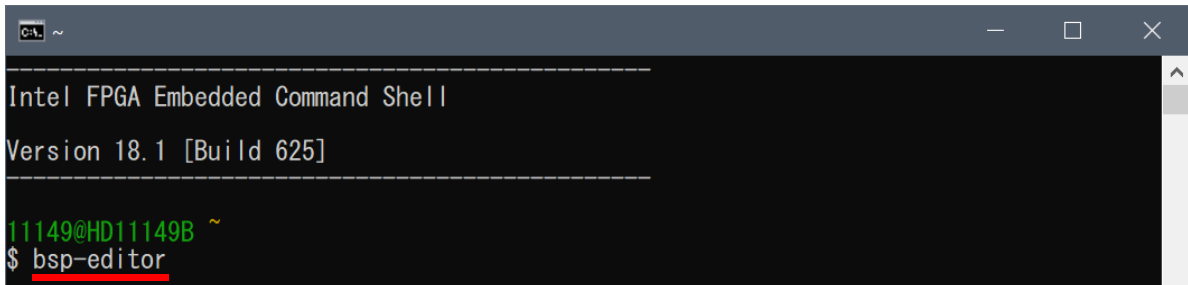 C:\. ~
------------------------------------------------
Intel FPGA Embedded Command Shell
Version 18.1 [Build 625]
------------------------------------------------
11149@HD11149B ~
$ bsp-editor